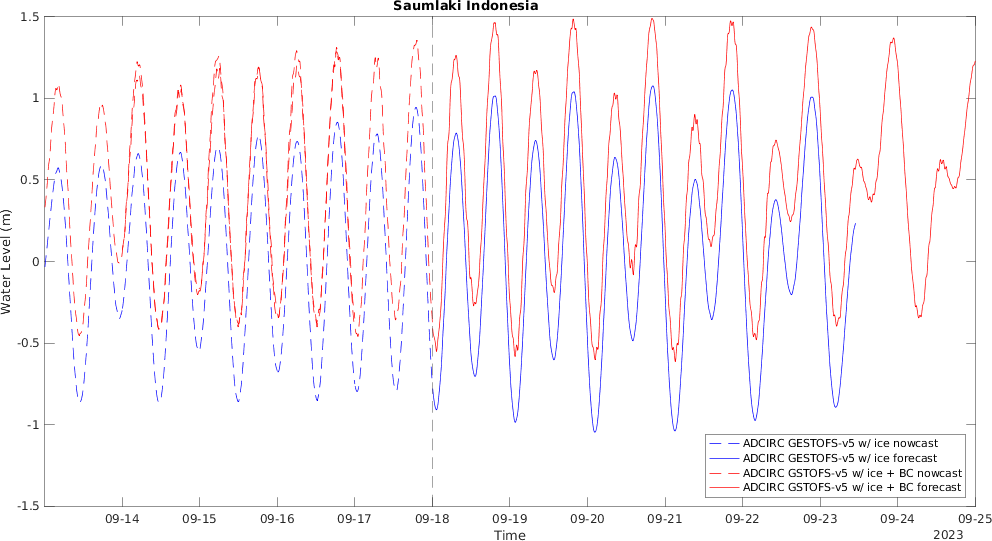 Saumlaki Indonesia
Water Level (m)
1.5
1
0.5
0
-0.5
-1
-1.5
ADCIRC GESTOFS-v5 w/ ice nowcast
ADCIRC GESTOFS-v5 w/ ice forecast
ADCIRC GSTOFS-v5 w/ ice + BC nowcast
ADCIRC GSTOFS-v5 w/ ice + BC forecast
09-14 09-15 09-16 09-17 09-18 09-19 09-20 09-21 09-22 09-23 09-24 09-25
Time
2023